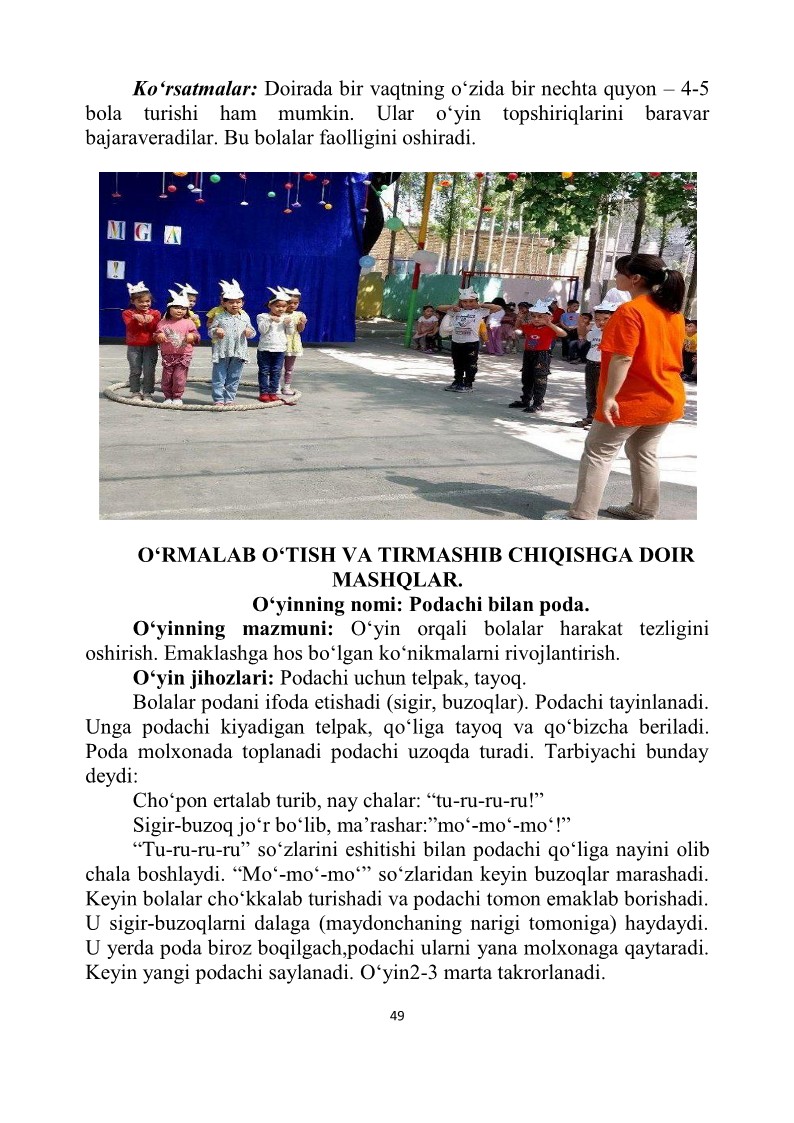 Ko‘rsatmalar: Doirada bir vaqtning o‘zida bir nechta quyon – 4-5
bola turishi ham mumkin. Ular o‘yin topshiriqlarini baravar
bajaraveradilar. Bu bolalar faolligini oshiradi.
M G A
!
O‘RMALAB O‘TISH VA TIRMASHIB CHIQISHGA DOIR
MASHQLAR.
O‘yinning nomi: Podachi bilan poda.
O‘yinning mazmuni: O‘yin orqali bolalar harakat tezligini
oshirish. Emaklashga hos bo‘lgan ko‘nikmalarni rivojlantirish.
O‘yin jihozlari: Podachi uchun telpak, tayoq.
Bolalar podani ifoda etishadi (sigir, buzoqlar). Podachi tayinlanadi.
Unga podachi kiyadigan telpak, qo‘liga tayoq va qo‘bizcha beriladi.
Poda molxonada toplanadi podachi uzoqda turadi. Tarbiyachi bunday
deydi:
Cho‘pon ertalab turib, nay chalar: “tu-ru-ru-ru!”
Sigir-buzoq jo‘r bo‘lib, ma’rashar:”mo‘-mo‘-mo‘!”
“Tu-ru-ru-ru” so‘zlarini eshitishi bilan podachi qo‘liga nayini olib
chala boshlaydi. “Mo‘-mo‘-mo‘” so‘zlaridan keyin buzoqlar marashadi.
Keyin bolalar cho‘kkalab turishadi va podachi tomon emaklab borishadi.
U sigir-buzoqlarni dalaga (maydonchaning narigi tomoniga) haydaydi.
U yerda poda biroz boqilgach,podachi ularni yana molxonaga qaytaradi.
Keyin yangi podachi saylanadi. O‘yin2-3 marta takrorlanadi.
49